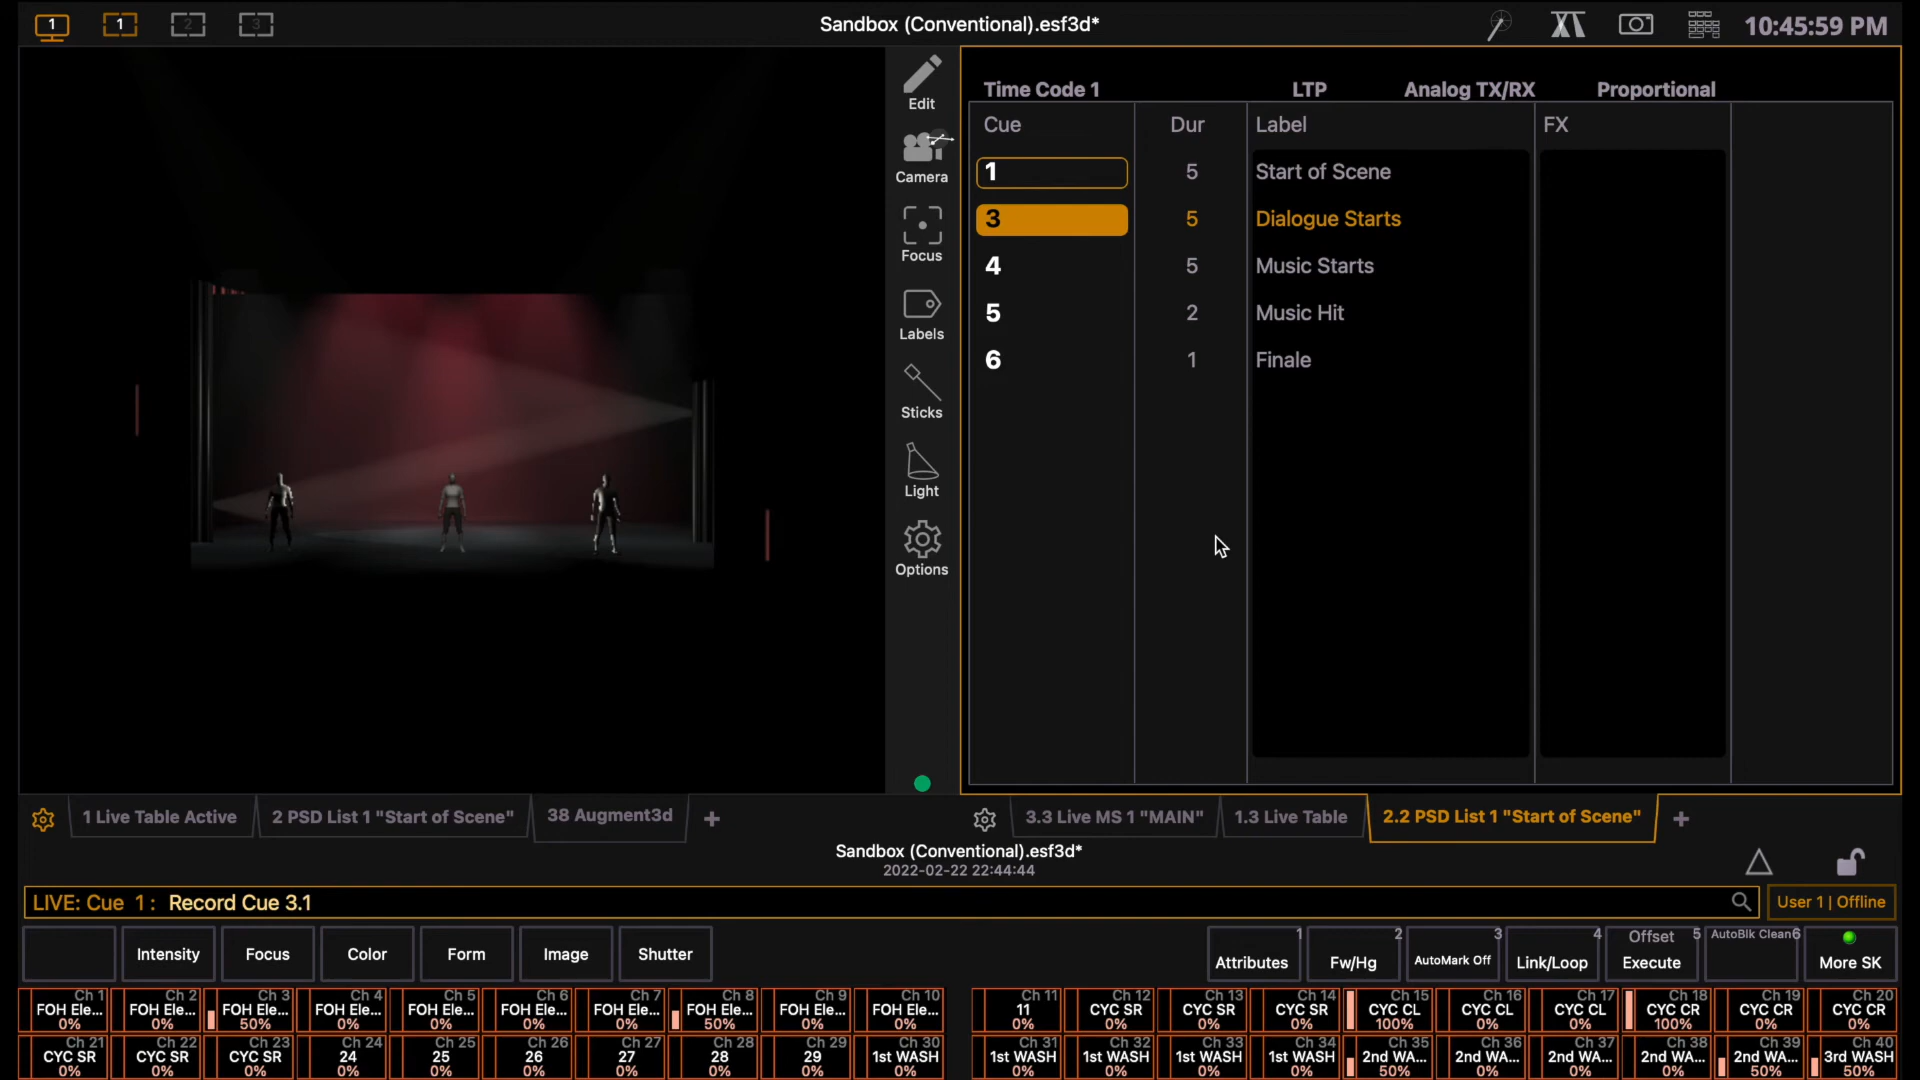 1 1 2 3 Sandbox (Conventional).esf3d* 10:45:59 PM
Edit
Camera
Focus
Labels
Sticks
Light
Options
Time Code 1 LTP Analog TX/RX Proportional
Cue Dur Label FX
1 5 Start of Scene
3 5 Dialogue Starts
4 5 Music Starts
5 2 Music Hit
6 1 Finale
1 Live Table Active 2 PSD List 1 "Start of Scene" 38 Augment3d + 3.3 Live MS 1 "MAIN" 1.3 Live Table 2.2 PSD List 1 "Start of Scene" +
Sandbox (Conventional).esf3d*
2022-02-22 22:44:44
LIVE: Cue 1: Record Cue 3.1 User 1 | Offline
Intensity Focus Color Form Image Shutter
1 2 3 4 Offset 5 AutoBlk Clean6
Attributes Fw/Hg AutoMark Off Link/Loop Execute More SK
Ch 1 Ch 2 Ch 3 Ch 4 Ch 5 Ch 6 Ch 7 Ch 8 Ch 9 Ch 10 Ch 11 Ch 12 Ch 13 Ch 14 Ch 15 Ch 16 Ch 17 Ch 18 Ch 19 Ch 20
FOH Ele... FOH Ele... FOH Ele... FOH Ele... FOH Ele... FOH Ele... FOH Ele... FOH Ele... FOH Ele... FOH Ele... 11 CYC SR CYC SR CYC SR CYC CL CYC CL CYC CL CYC CR CYC CR CYC CR
0% 0% 50% 0% 0% 0% 0% 50% 0% 0% 0% 0% 0% 0% 100% 0% 0% 100% 0% 0%
Ch 21 Ch 22 Ch 23 Ch 24 Ch 25 Ch 26 Ch 27 Ch 28 Ch 29 Ch 30 Ch 31 Ch 32 Ch 33 Ch 34 Ch 35 Ch 36 Ch 37 Ch 38 Ch 39 Ch 40
CYC SR CYC SR CYC SR 24 25 26 27 28 29 1st WASH 1st WASH 1st WASH 1st WASH 1st WASH 2nd WA... 2nd WA... 2nd WA... 2nd WA... 2nd WA... 3rd WASH
0% 0% 0% 0% 0% 0% 0% 0% 0% 0% 0% 0% 0% 0% 50% 0% 0% 0% 50% 50%